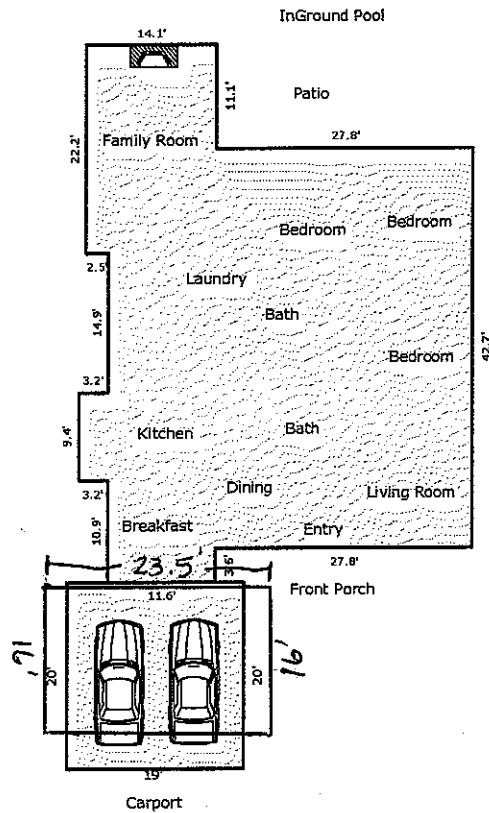 InGround Pool
14.1'
11.1'
Patio
27.8'
22.2'
Family Room
Bedroom
Bedroom
2.5'
Laundry
14.9'
Bath
42.7'
Bedroom
3.2'
9.4'
Kitchen
Bath
3.2'
Dining
Living Room
10.9'
Breakfast
Entry
23.5'
3.6'
27.8'
11.6'
Front Porch
16'
20'
20'
16'
19'
Carport